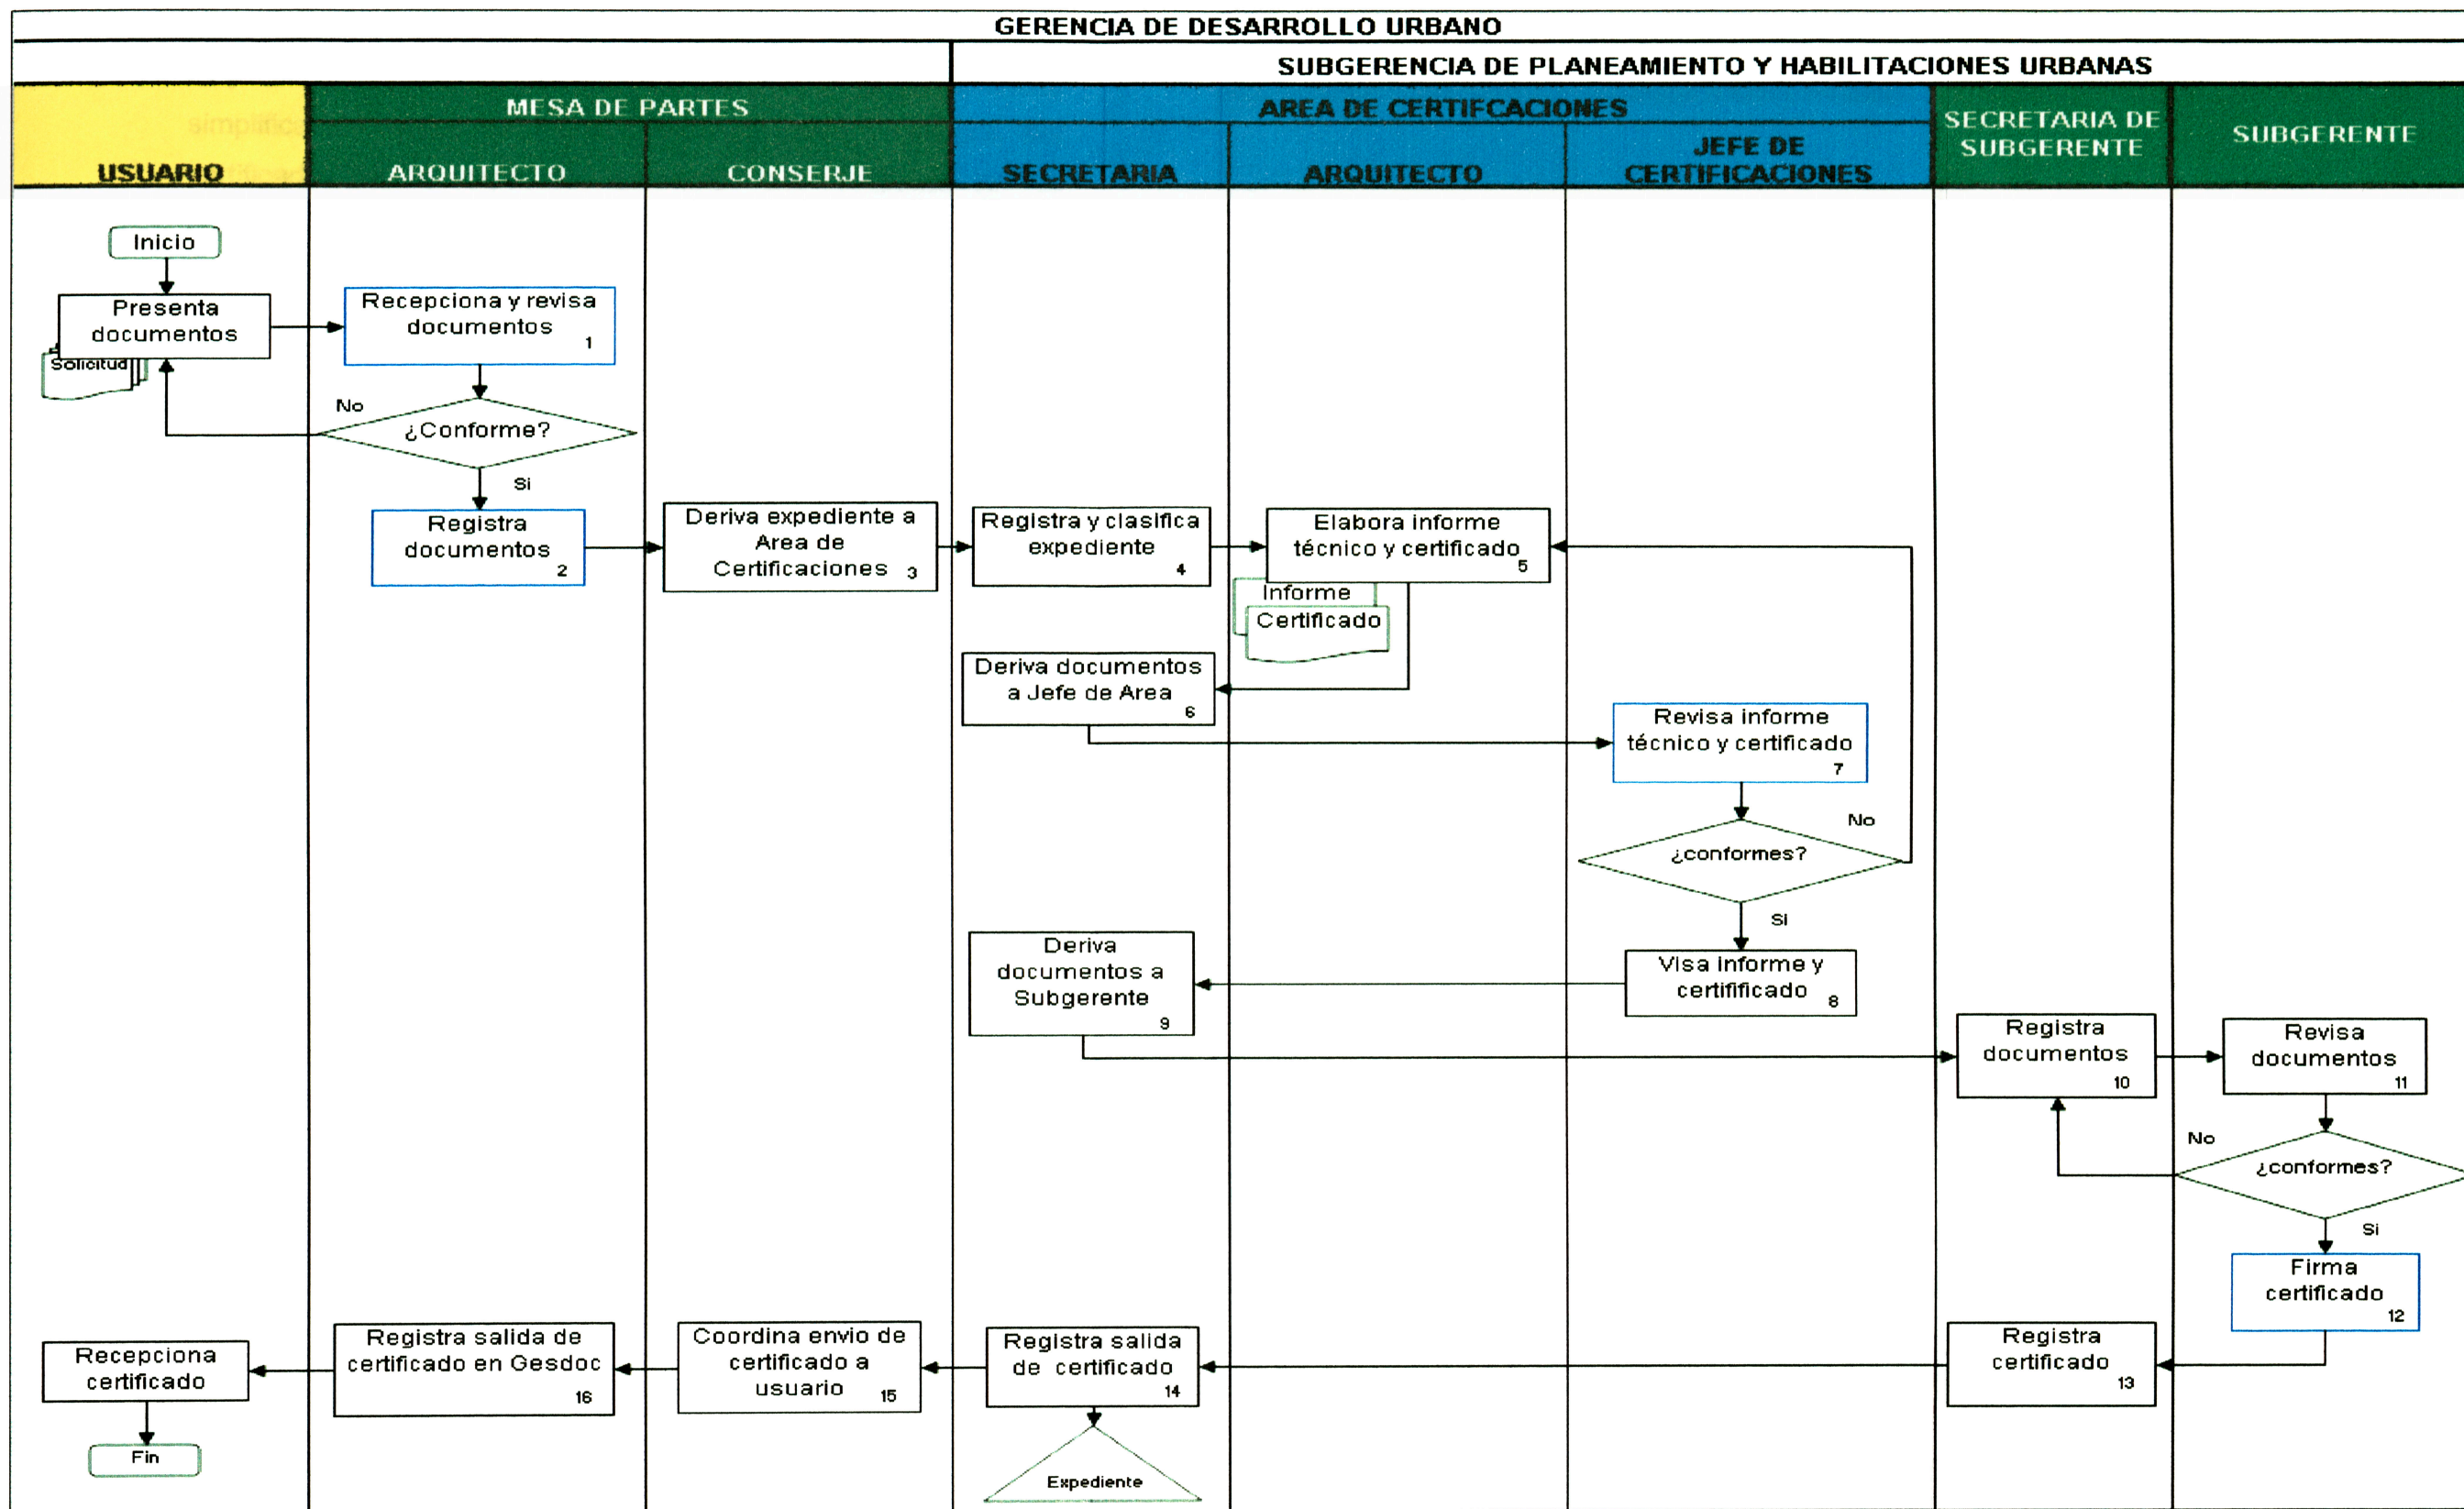 GERENCIA DE DESARROLLO URBANO
SUBGERENCIA DE PLANEAMIENTO Y HABILITACIONES URBANAS
MESA DE PARTES
AREA DE CERTIFCACIONES
SECRETARIA DE
SUBGERENTE
SUBGERENTE
USUARIO
ARQUITECTO
CONSERJE
SECRETARIA
ARQUITECTO
JEFE DE
CERTIFICACIONES
Inicio
Presenta
documentos
Solicitud
Recepciona y revisa
documentos
1
¿Conforme?
No
Si
Registra
documentos
2
Deriva expediente a
Area de
Certificaciones 3
Registra y clasifica
expediente
4
Elabora informe
técnico y certificado
5
Informe
Certificado
Deriva documentos
a Jefe de Area
6
Revisa informe
técnico y certificado
7
¿conformes?
No
Si
Visa informe y
certifificado 8
Deriva
documentos a
Subgerente
9
Registra
documentos
10
Revisa
documentos
11
¿conformes?
No
Si
Firma
certificado
12
Registra
certificado
13
Registra salida
de certificado
14
Expediente
Coordina envio de
certificado a
usuario 15
Registra salida de
certificado en Gesdoc
16
Recepciona
certificado
Fin